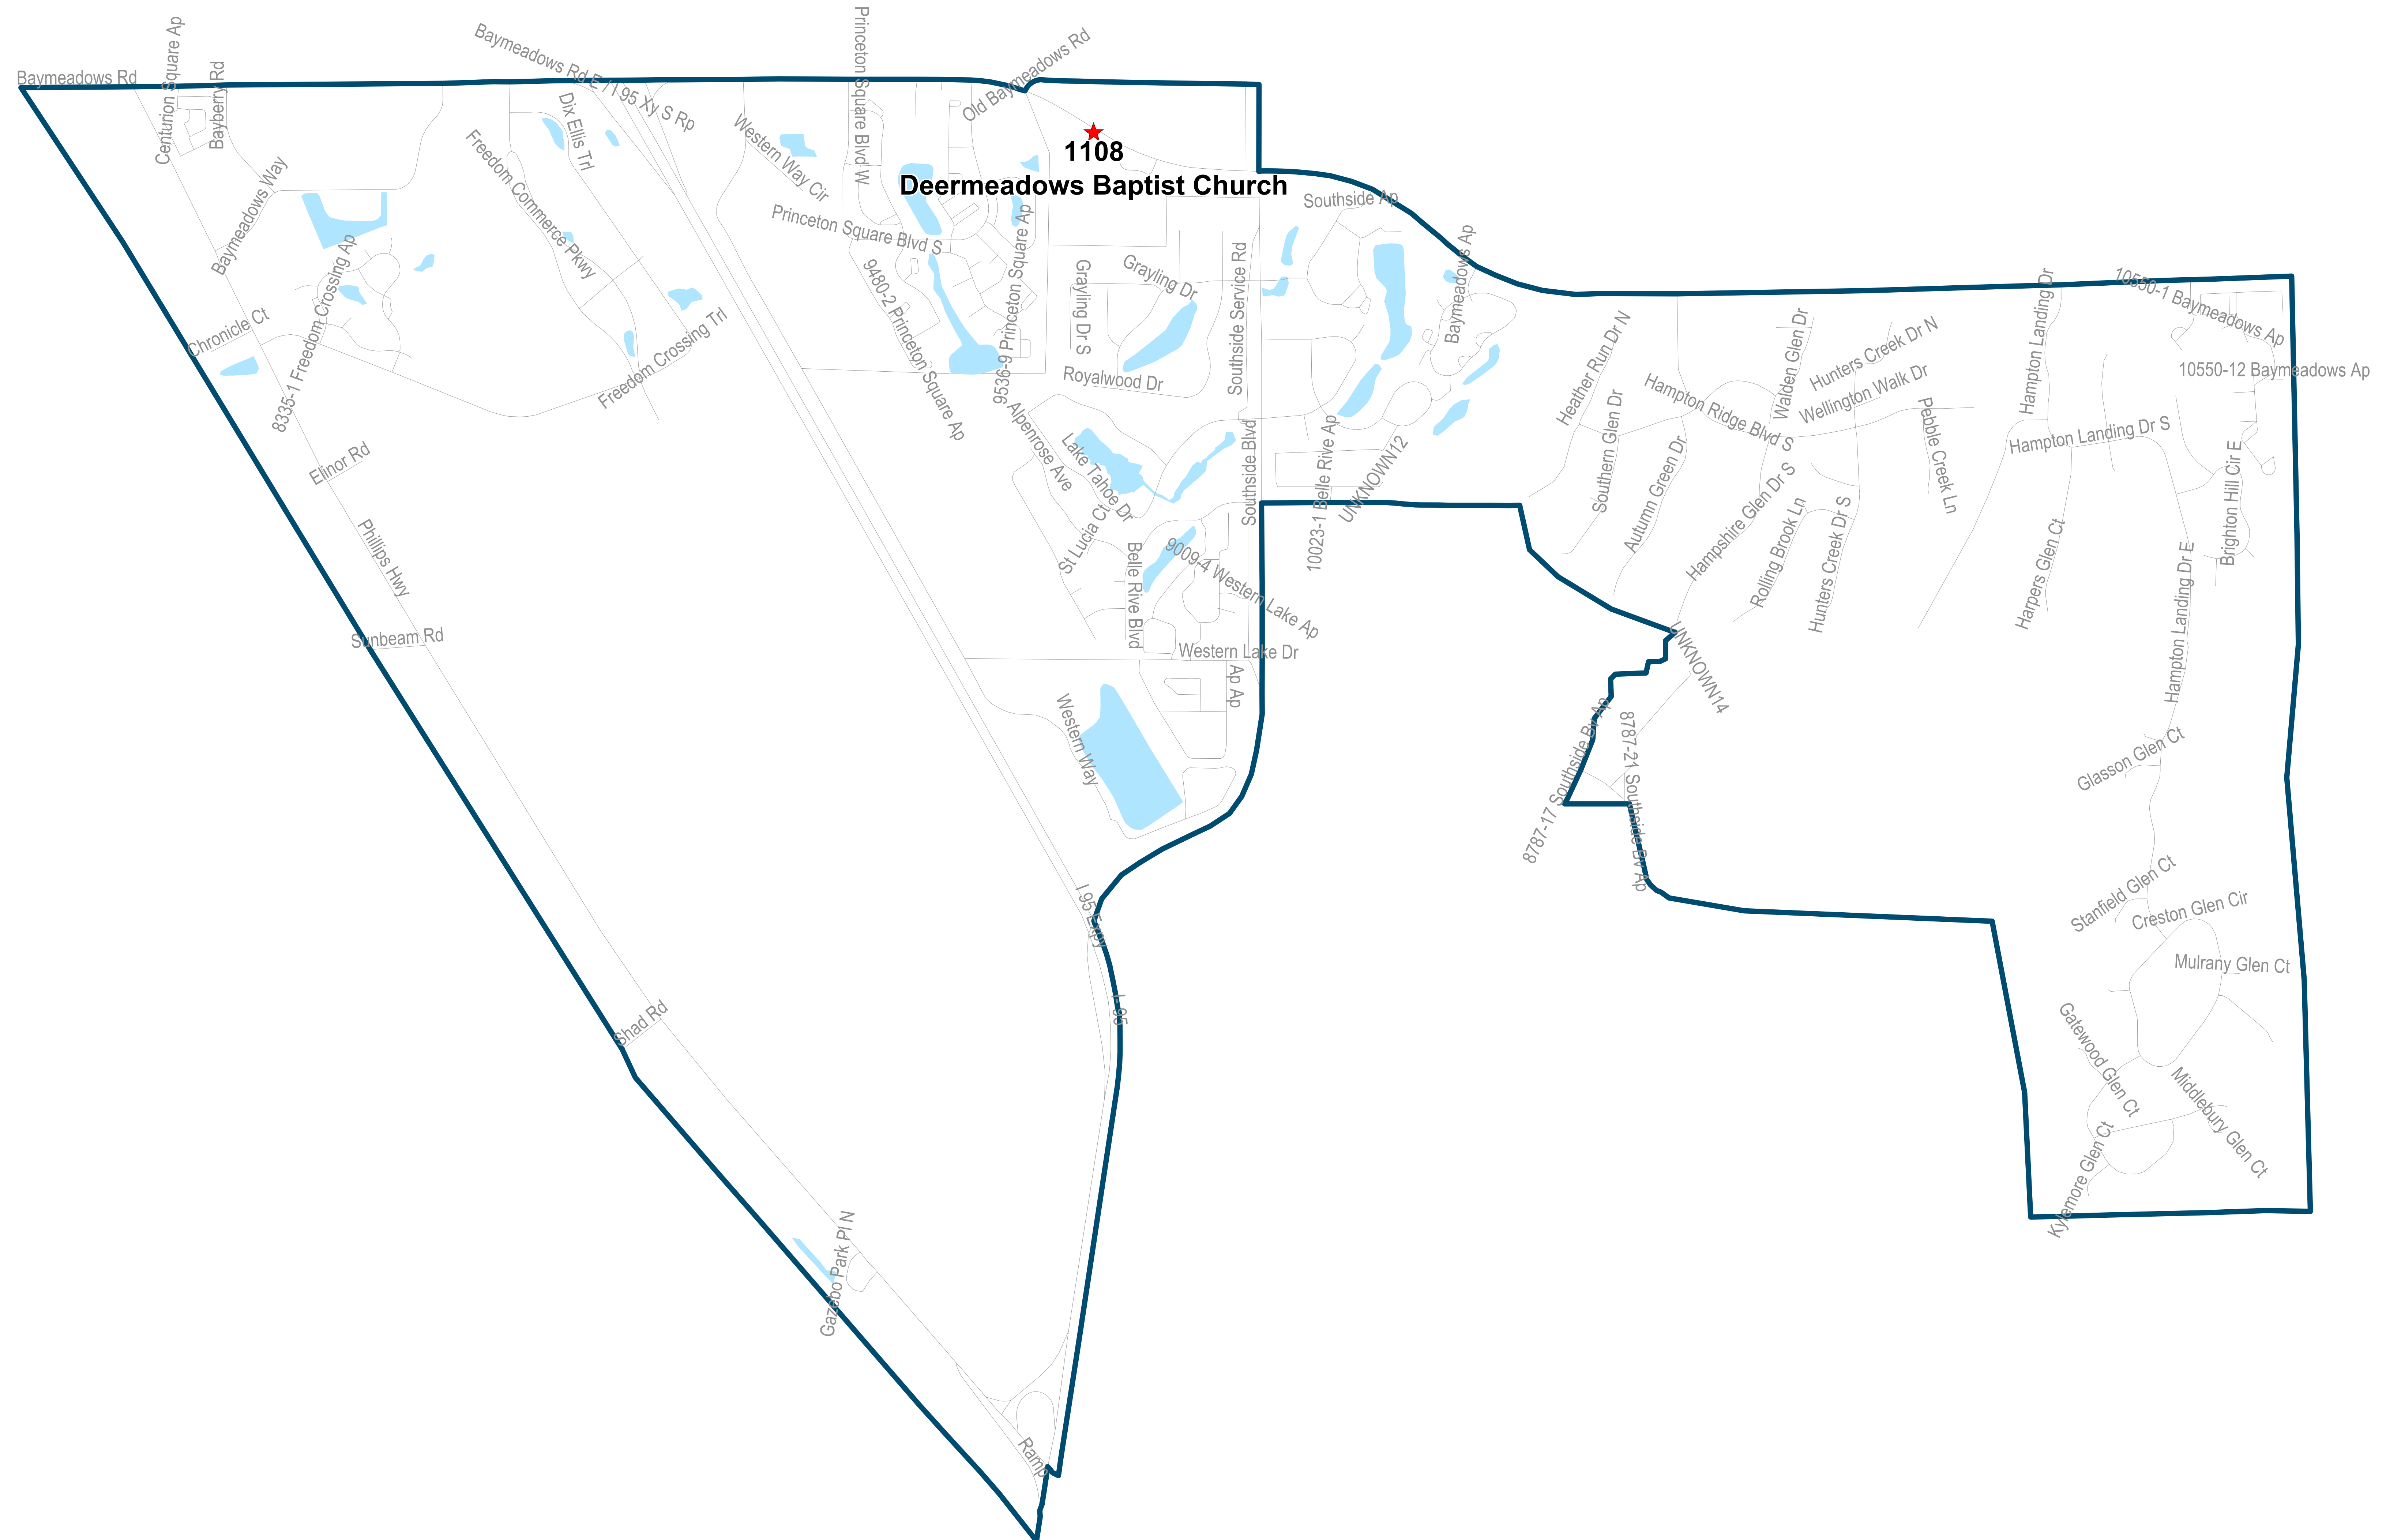 Baymeadows Rd
Centurion Square Ap
Bayberry Rd
Baymeadows Rd E / I 95 Xy S Rp
Dix Ellis Trl
Princeton Square Blvd W
Old Baymeadows Rd
Western Way Cir
Freedom Commerce Pkwy
1108
Deermeadows Baptist Church
Southside Ap
Baymeadows Way
Princeton Square Blvd S
Grayling Dr
Grayling Dr S
Southside Service Rd
Baymeadows Ap
9480-2 Princeton Square Ap
9536-9 Princeton Square Ap
8335-1 Freedom Crossing Ap
Chronicle Ct
Freedom Crossing Trl
Royalwood Dr
Heather Run Dr N
Hampton Ridge Blvd S
Walden Glen Dr
Hunters Creek Dr N
Wellington Walk Dr
Hampton Landing Dr
10550-1 Baymeadows Ap
10550-12 Baymeadows Ap
Alpenrose Ave
Lake Tahoe Dr
Southside Blvd
10023-1 Belle Rive Ap
UNKNOWN12
Southern Glen Dr
Autumn Green Dr
Pebble Creek Ln
Hampton Landing Dr S
Brighton Hill Cir E
Elinor Rd
Phillips Hwy
St Lucia Ct
Belle Rive Blvd
9009-4 Western Lake Ap
Hampshire Glen Dr S
Rolling Brook Ln
Hunters Creek Dr S
Harpers Glen Ct
Hampton Landing Dr E
Sunbeam Rd
Western Lake Dr
Ap Ap
UNKNOWN14
Western Way
8787-17 Southside Bv Ap
8787-21 Southside Bv Ap
Glasson Glen Ct
I 95 Expy
Stanfield Glen Ct
Creston Glen Cir
Mulrany Glen Ct
I-95
Shad Rd
Gatewood Glen Ct
Middlebury Glen Ct
Kylemore Glen Ct
Gazebo Park Pl N
Ramp